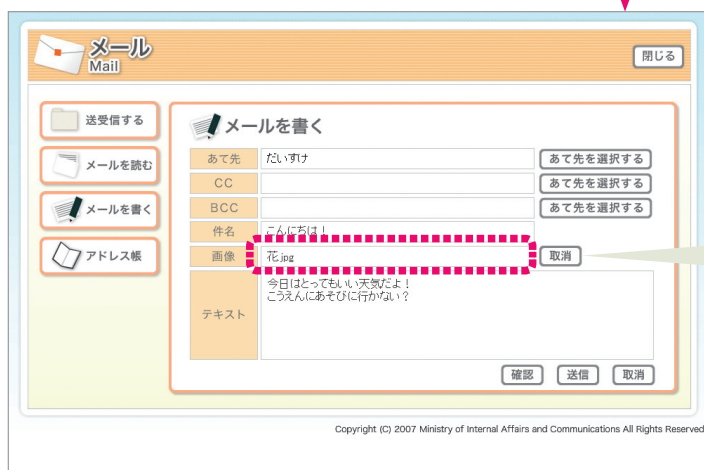 メール
Mail
閉じる
送受信する
メールを読む
メールを書く
アドレス帳
メールを書く
あて先 だいすけ あて先を選択する
CC あて先を選択する
BCC あて先を選択する
件名 こんにちは！
画像 花.jpg 取消
テキスト
今日はとってもいい天気だよ！
こうえんにあそびに行かない？
確認 送信 取消
Copyright (C) 2007 Ministry of Internal Affairs and Communications All Rights Reserved